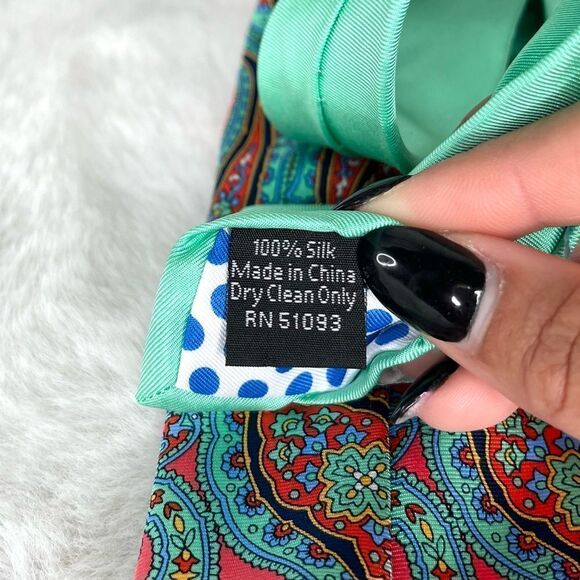 100% Silk
Made in China
Dry Clean Only
RN 51093